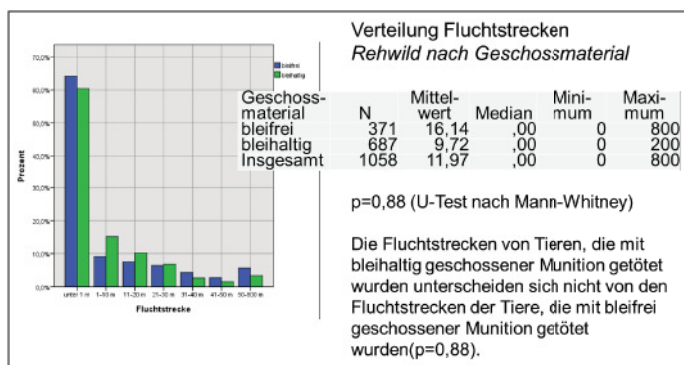 Verteilung Fluchtstrecken
Rehwild nach Geschossmaterial
70,0%
60,0%
50,0%
40,0%
30,0%
20,0%
10,0%
0,0%
Prozent
bleifrei
bleihaltig
unter 1 m 1-10 m 11-20 m 21-30 m 31-40 m 41-50 m 50-800 m
Fluchtstrecke
Geschoss- Mittel- Mini- Maxi-
material N wert Median mum mum
bleifrei 371 16,14 ,00 0 800
bleihaltig 687 9,72 ,00 0 200
Insgesamt 1058 11,97 ,00 0 800
p=0,88 (U-Test nach Mann-Whitney)
Die Fluchtstrecken von Tieren, die mit
bleihaltig geschossener Munition getötet
wurden unterscheiden sich nicht von den
Fluchtstrecken der Tiere, die mit bleifrei
geschossener Munition getötet
wurden(p=0,88).